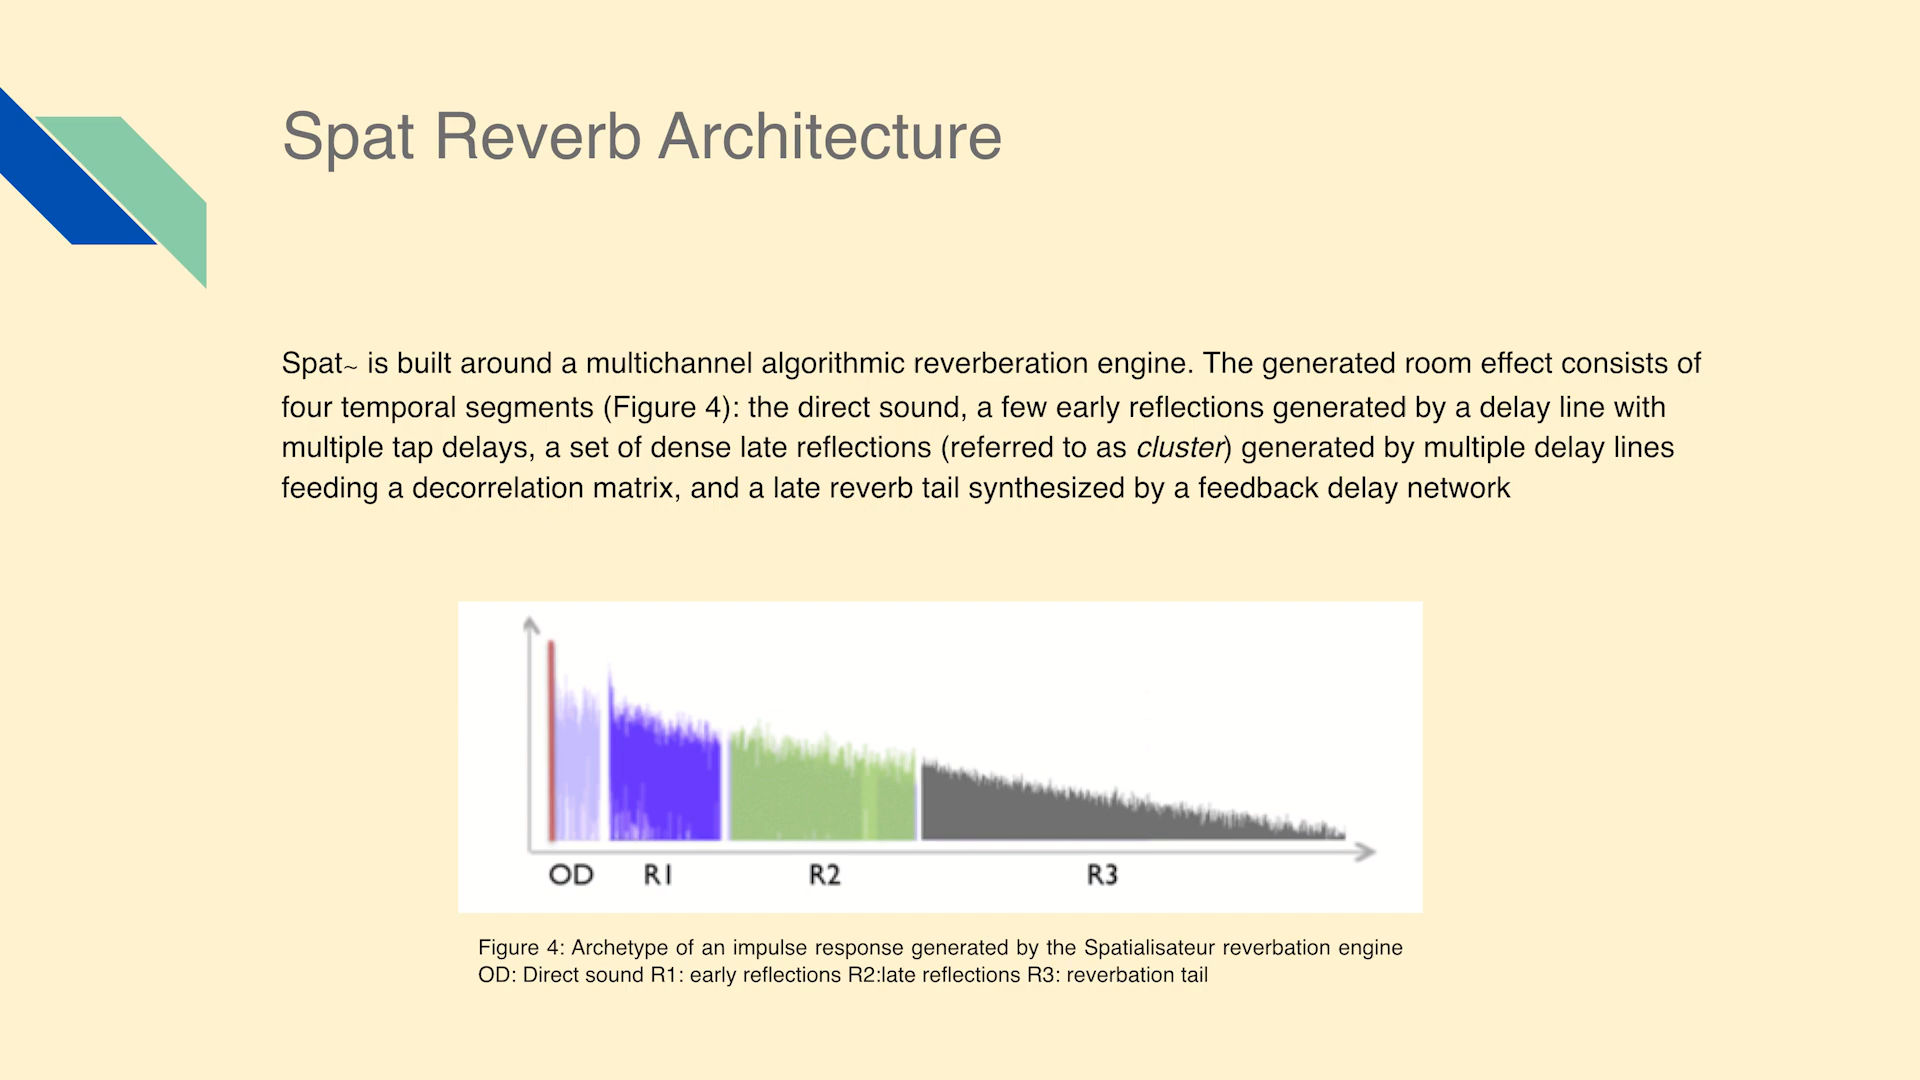 Spat Reverb Architecture
Spat~ is built around a multichannel algorithmic reverberation engine. The generated room effect consists of
four temporal segments (Figure 4): the direct sound, a few early reflections generated by a delay line with
multiple tap delays, a set of dense late reflections (referred to as cluster) generated by multiple delay lines
feeding a decorrelation matrix, and a late reverb tail synthesized by a feedback delay network
OD R1 R2 R3
Figure 4: Archetype of an impulse response generated by the Spatialisateur reverbation engine
OD: Direct sound R1: early reflections R2:late reflections R3: reverbation tail